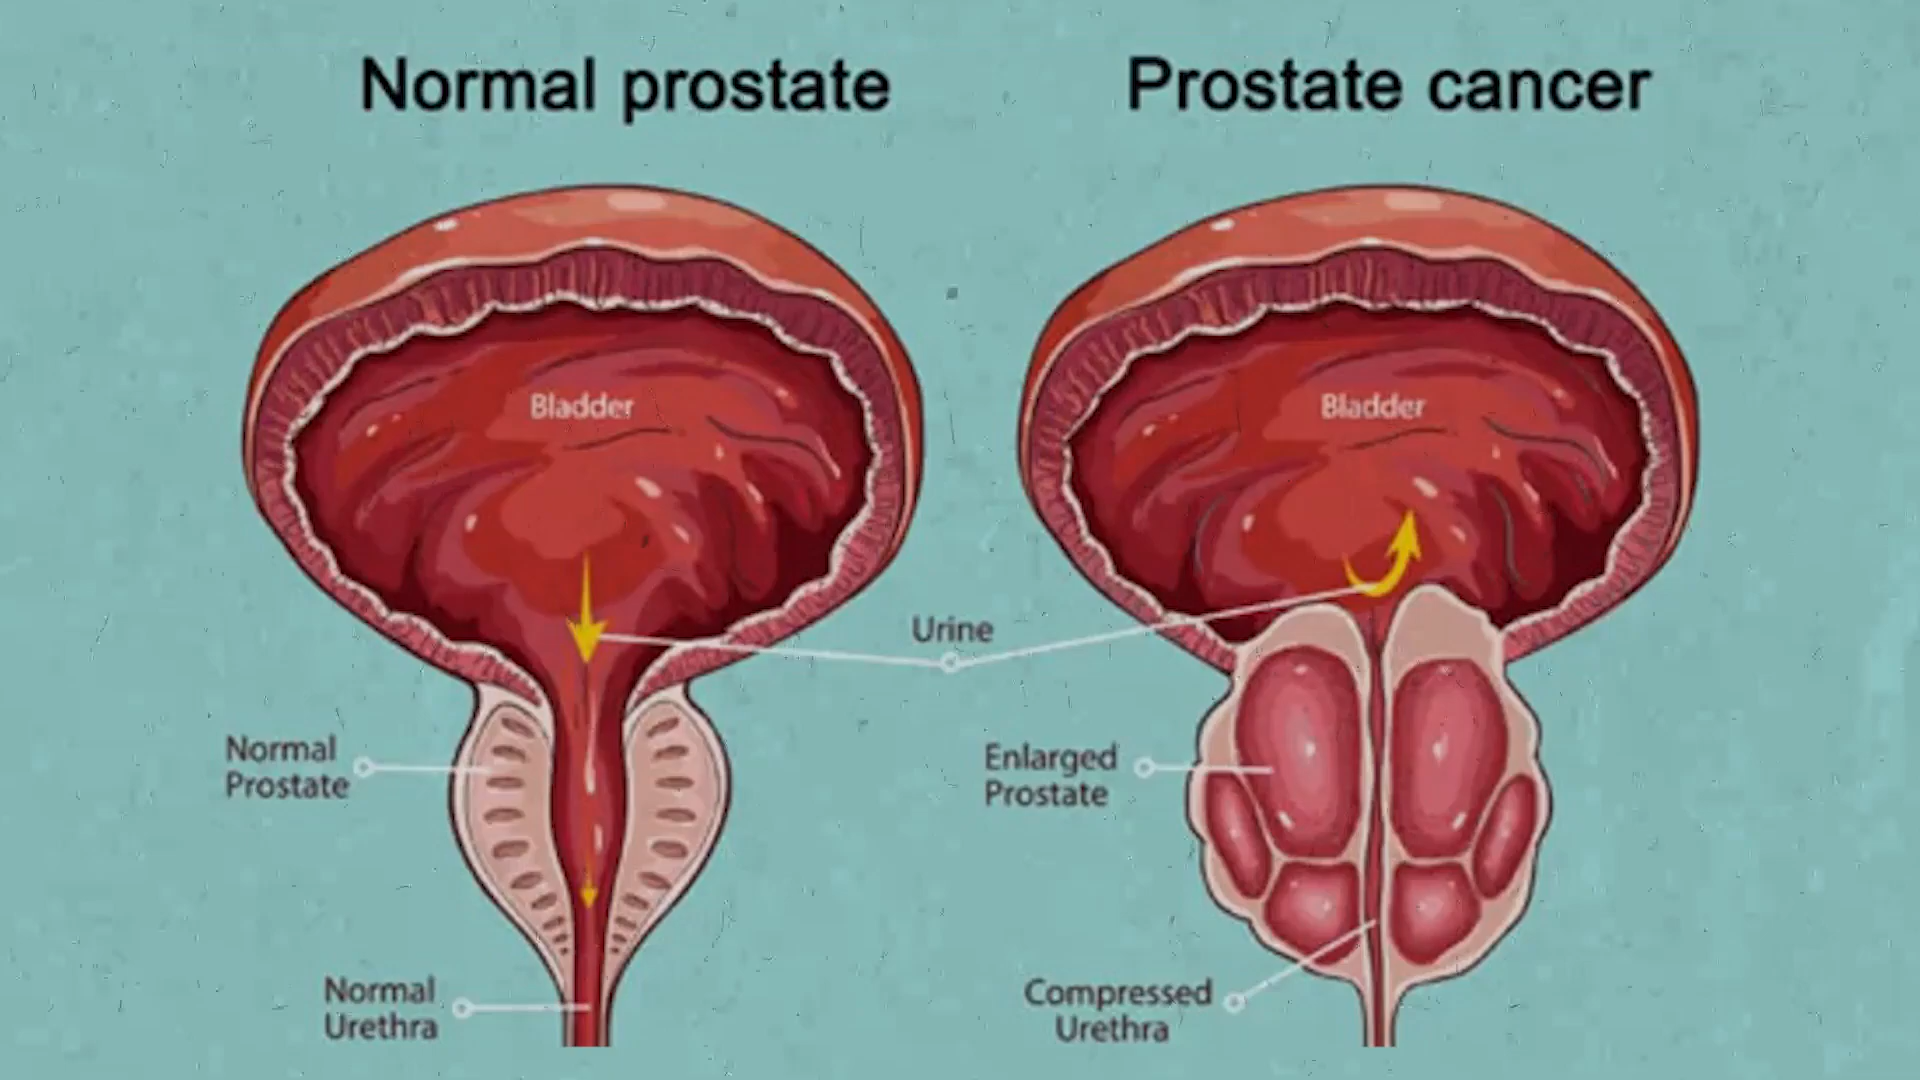 Normal prostate
Prostate cancer
Bladder
Bladder
Urine
Normal
Prostate
Enlarged
Prostate
Normal
Urethra
Compressed
Urethra